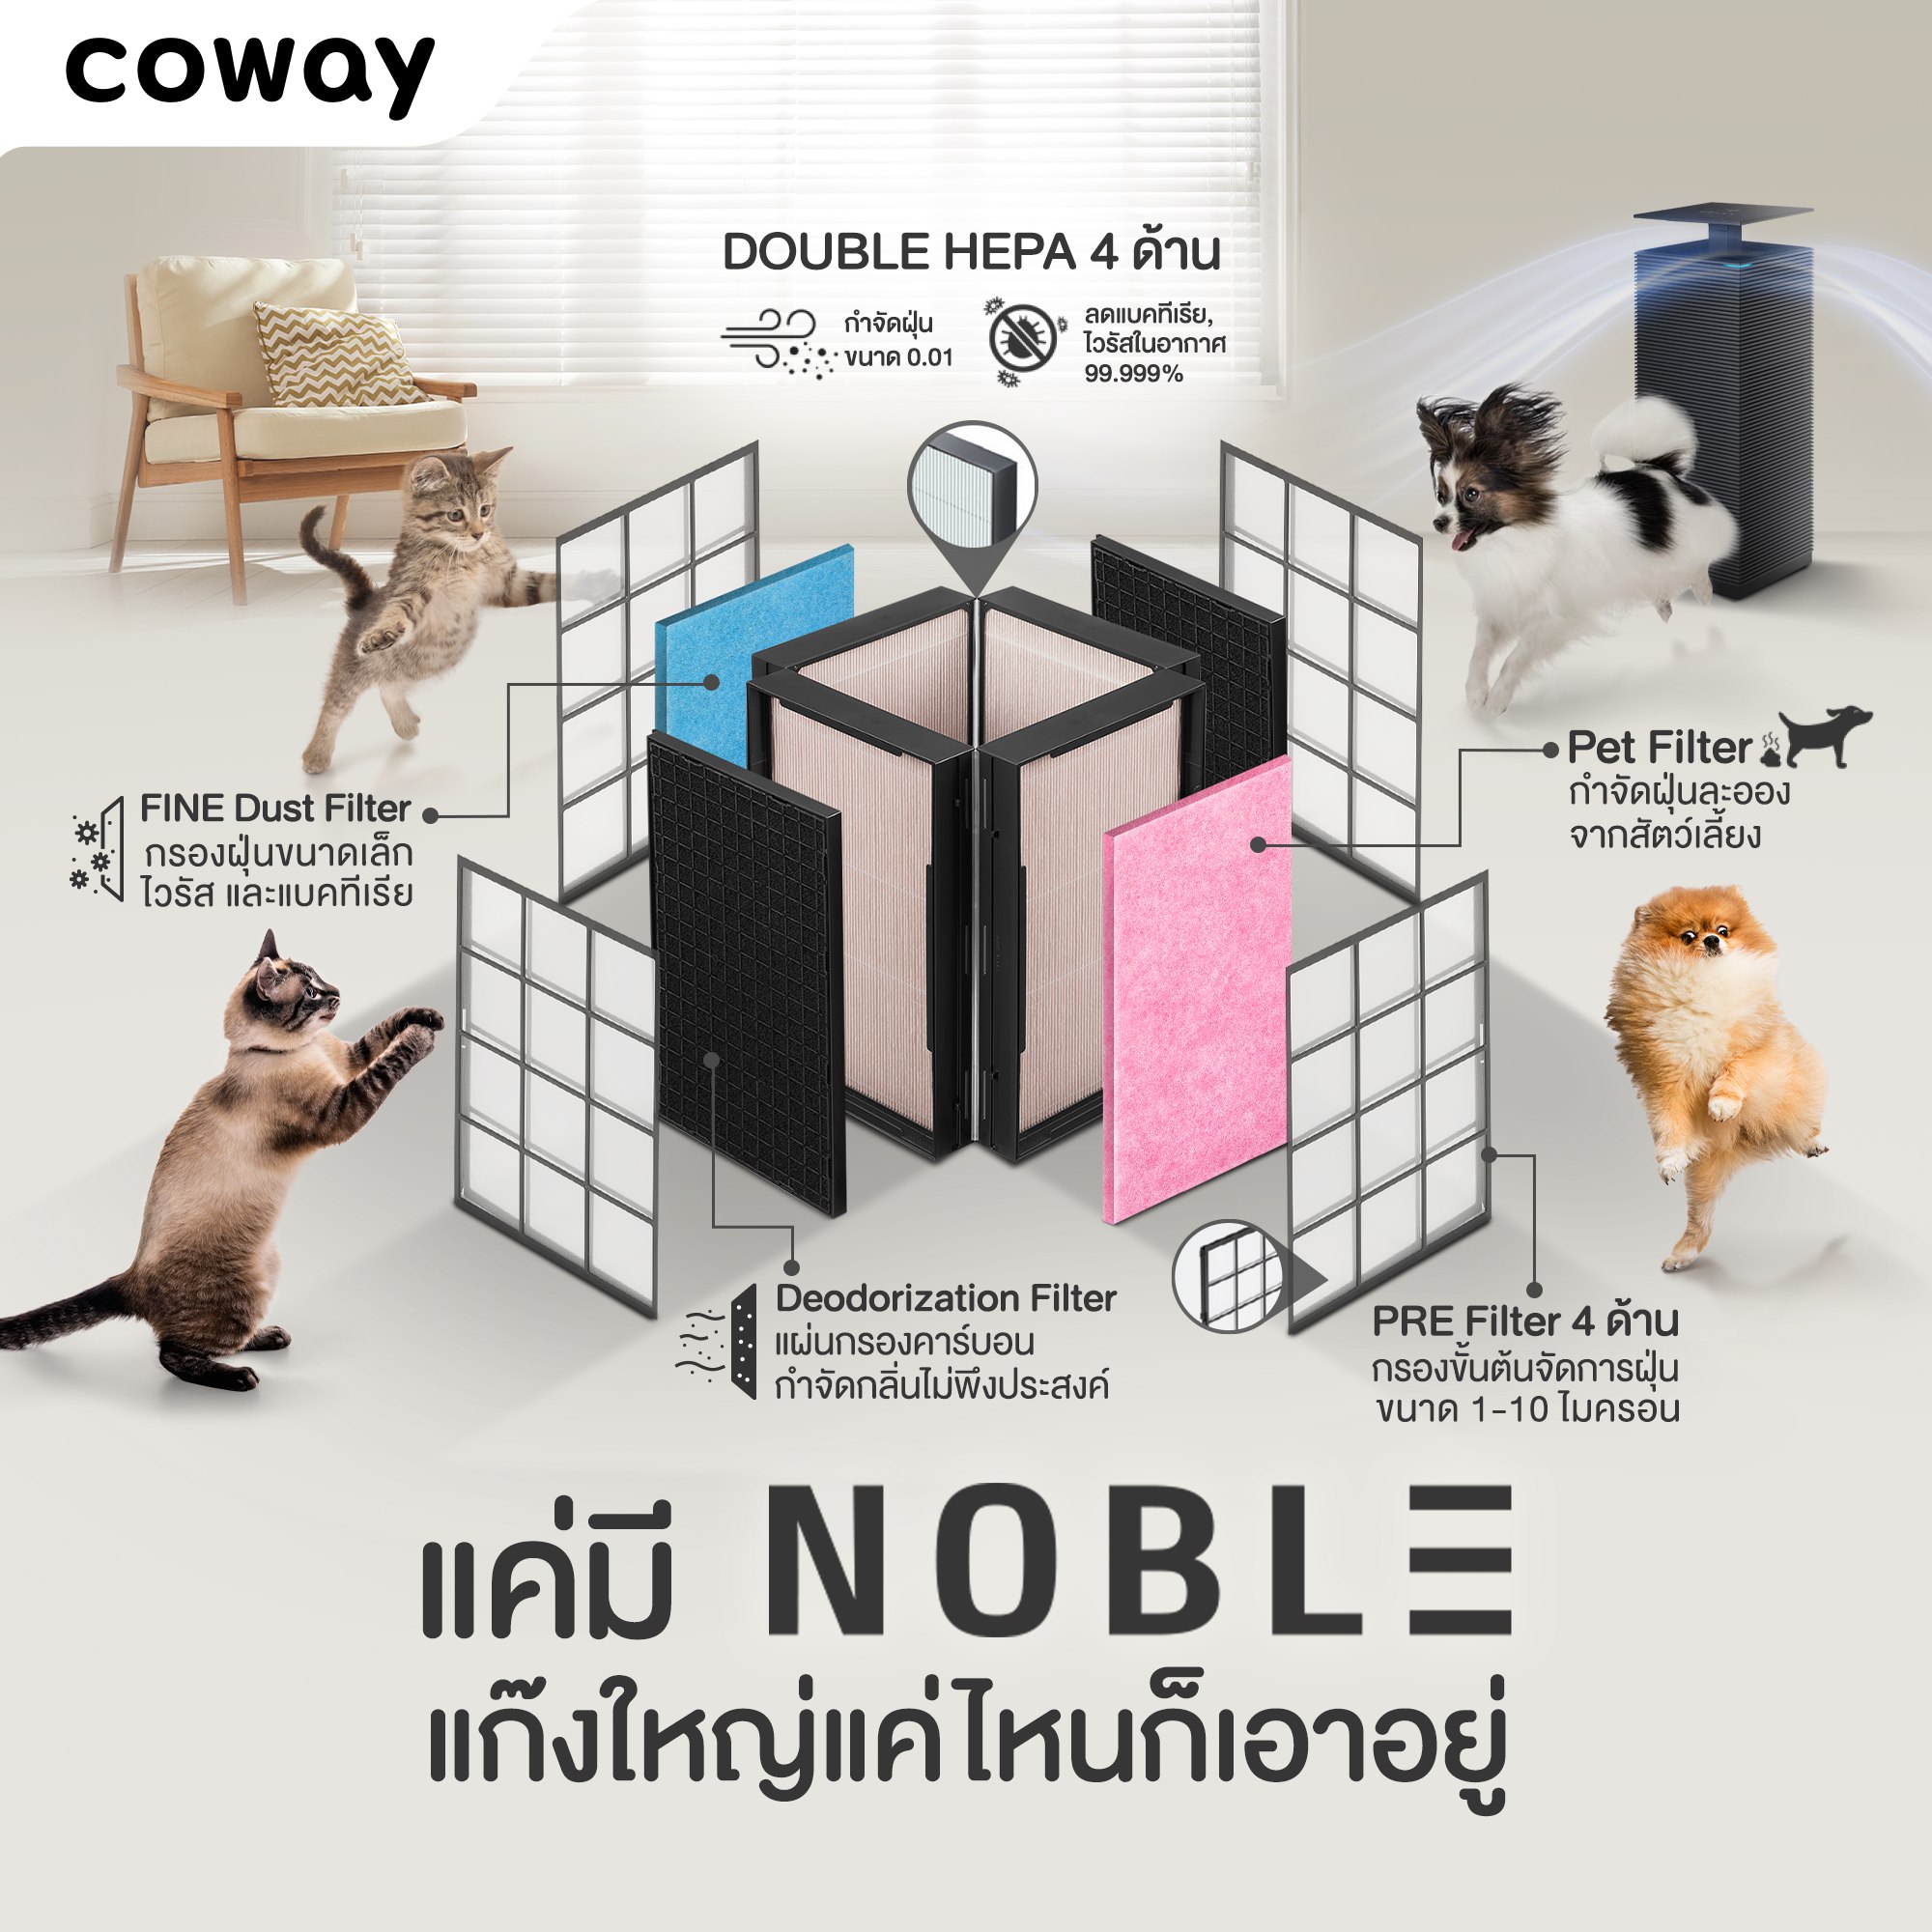 coway
DOUBLE HEPA 4 ด้าน
กำจัดฝุ่น
ขนาด 0.01
ลดแบคทีเรีย,
ไวรัสในอากาศ
99.999%
Pet Filter
กำจัดฝุ่นละออง
จากสัตว์เลี้ยง
FINE Dust Filter
กรองฝุ่นขนาดเล็ก
ไวรัส และแบคทีเรีย
Deodorization Filter
แผ่นกรองคาร์บอน
กำจัดกลิ่นไม่พึงประสงค์
PRE Filter 4 ด้าน
กรองขั้นต้นจัดการฝุ่น
ขนาด 1-10 ไมครอน
แค่มี NOBLE
แก๊งใหญ่แค่ไหนก็เอาอยู่